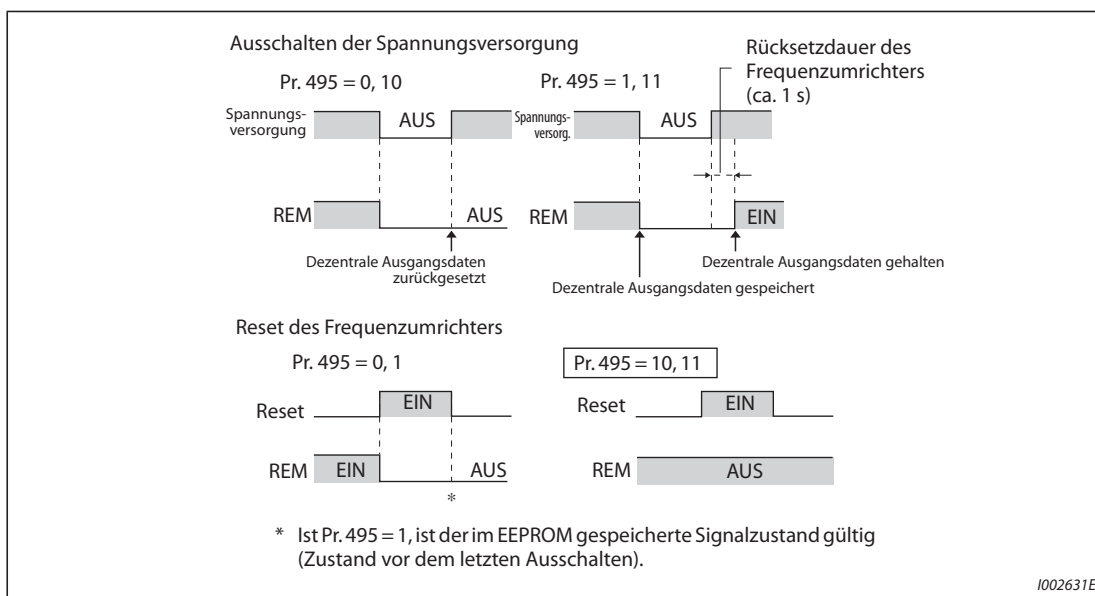 Ausschalten der Spannungsversorgung
Rücksetzdauer des
Frequenzumrichters
(ca. 1 s)
Pr. 495 = 0, 10
Pr. 495 = 1, 11
Spannungs-
versorgung
AUS
Spannungs-
versorg.
AUS
REM
AUS
REM
EIN
Dezentrale Ausgangsdaten
zurückgesetzt
Dezentrale Ausgangsdaten gehalten
Dezentrale Ausgangsdaten gespeichert
Reset des Frequenzumrichters
Pr. 495 = 0, 1
Pr. 495 = 10, 11
Reset
EIN
Reset
EIN
REM
EIN
AUS
REM
AUS
*
* Ist Pr. 495 = 1, ist der im EEPROM gespeicherte Signalzustand gültig
(Zustand vor dem letzten Ausschalten).
I002631E